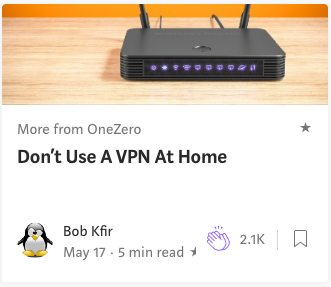 More from OneZero
Don't Use A VPN At Home
Bob Kfir
May 17 · 5 min read
2.1K